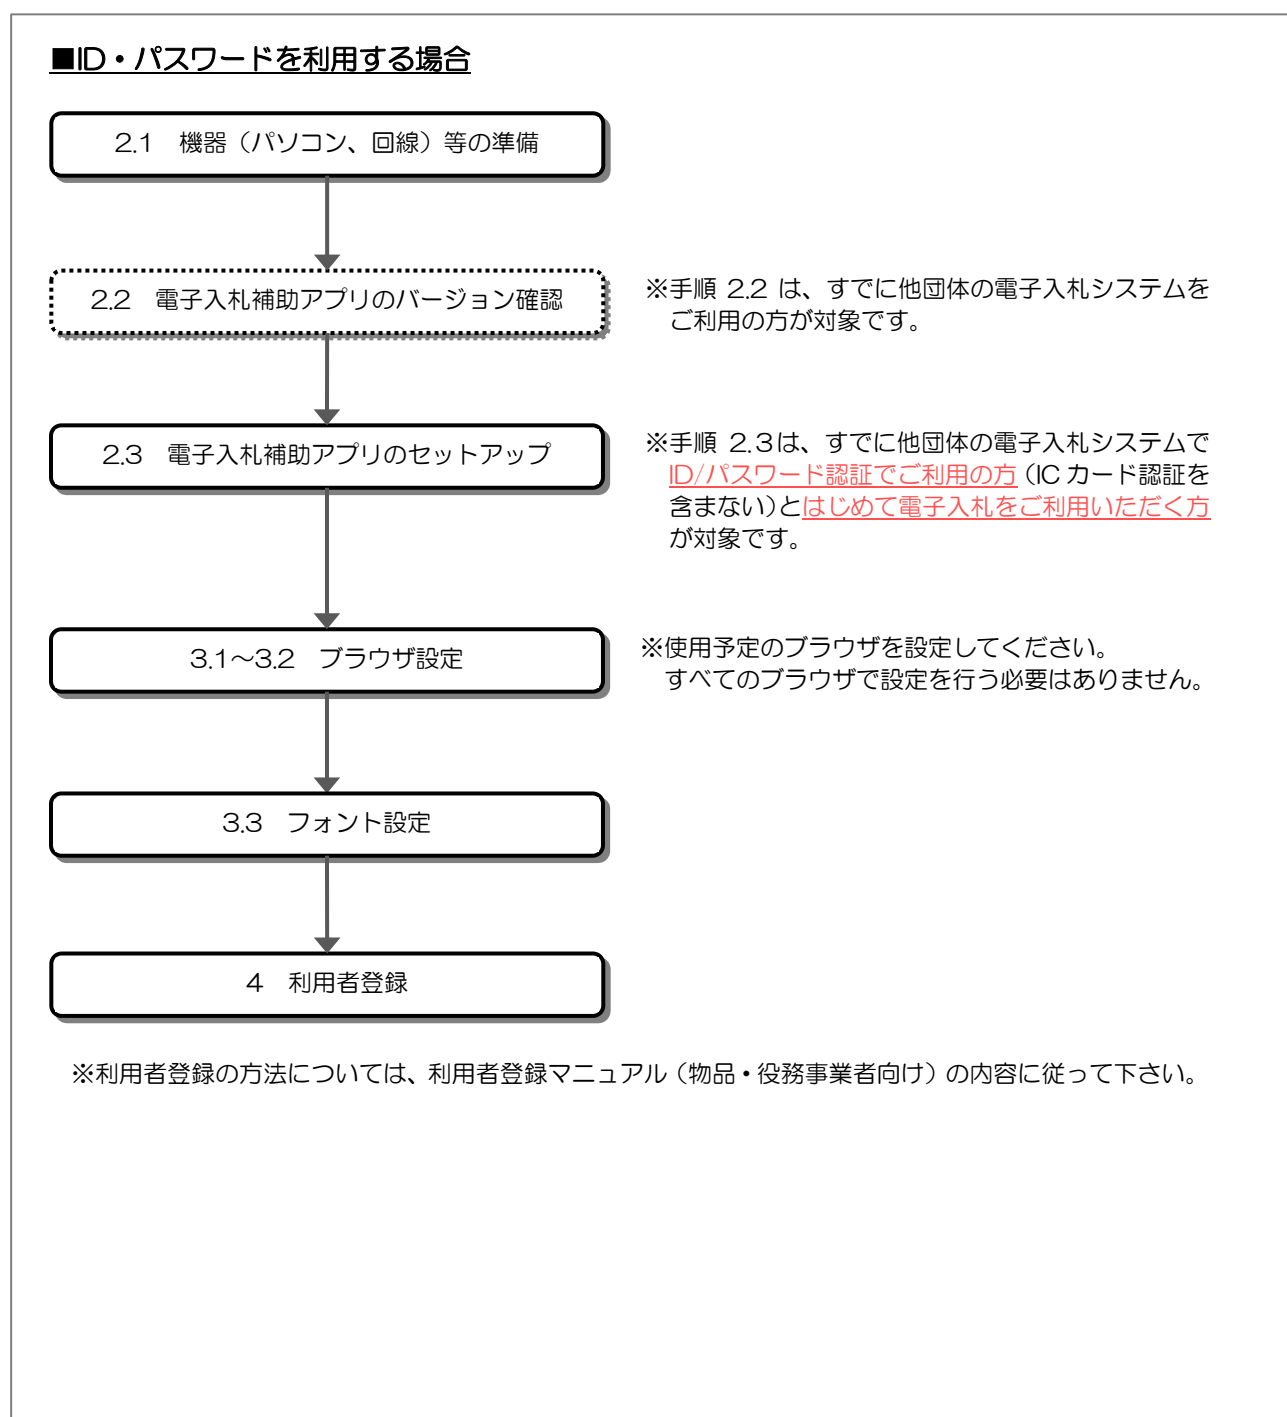 ■ID・パスワードを利用する場合
2.1　機器（パソコン、回線）等の準備
2.2　電子入札補助アプリのバージョン確認
※手順 2.2 は、すでに他団体の電子入札システムを
ご利用の方が対象です。
2.3　電子入札補助アプリのセットアップ
※手順 2.3は、すでに他団体の電子入札システムで
ID/パスワード認証でご利用の方（IC カード認証を
含まない）とはじめて電子入札をご利用いただく方
が対象です。
3.1～3.2　ブラウザ設定
※使用予定のブラウザを設定してください。
すべてのブラウザで設定を行う必要はありません。
3.3　フォント設定
4　利用者登録
※利用者登録の方法については、利用者登録マニュアル（物品・役務事業者向け）の内容に従って下さい。